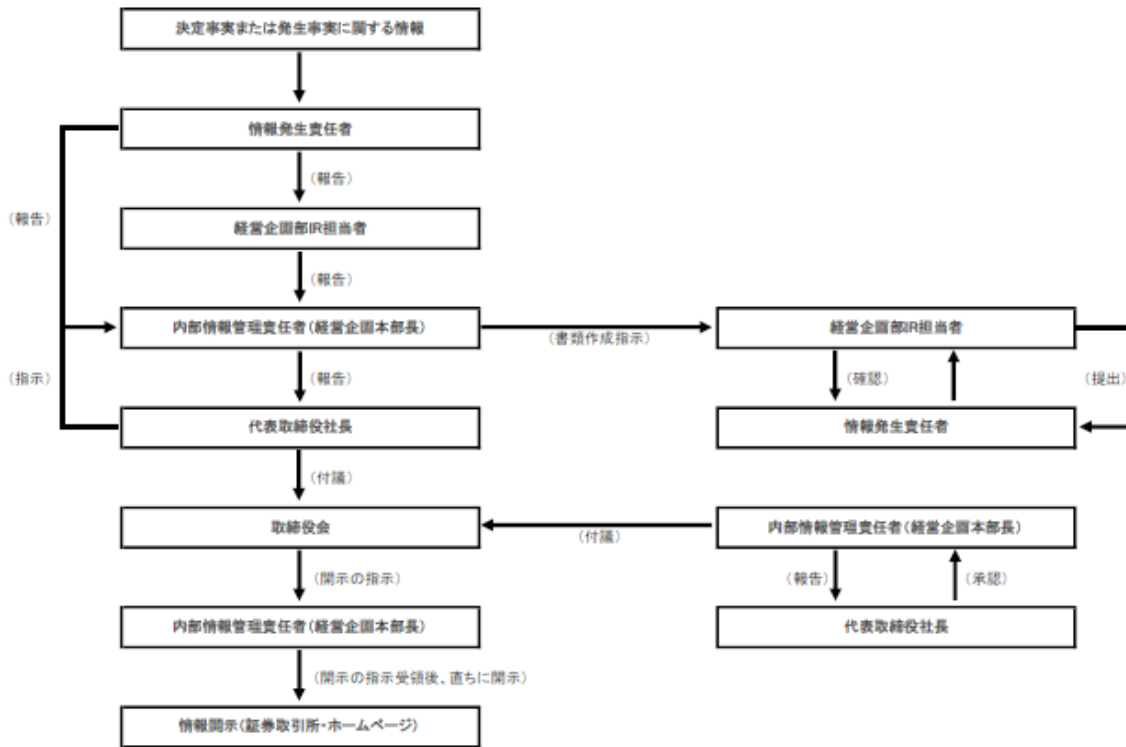 決定事実または発生事実に関する情報
情報発生責任者
（報告）
（報告）
経営企画部IR担当者
（報告）
内部情報管理責任者（経営企画本部長）
（書類作成指示）
経営企画部IR担当者
（指示）
（報告）
（確認）
（提出）
代表取締役社長
情報発生責任者
（付議）
取締役会
（付議）
内部情報管理責任者（経営企画本部長）
（開示の指示）
（報告）
（承認）
内部情報管理責任者（経営企画本部長）
代表取締役社長
（開示の指示受領後、直ちに開示）
情報開示（証券取引所・ホームページ）